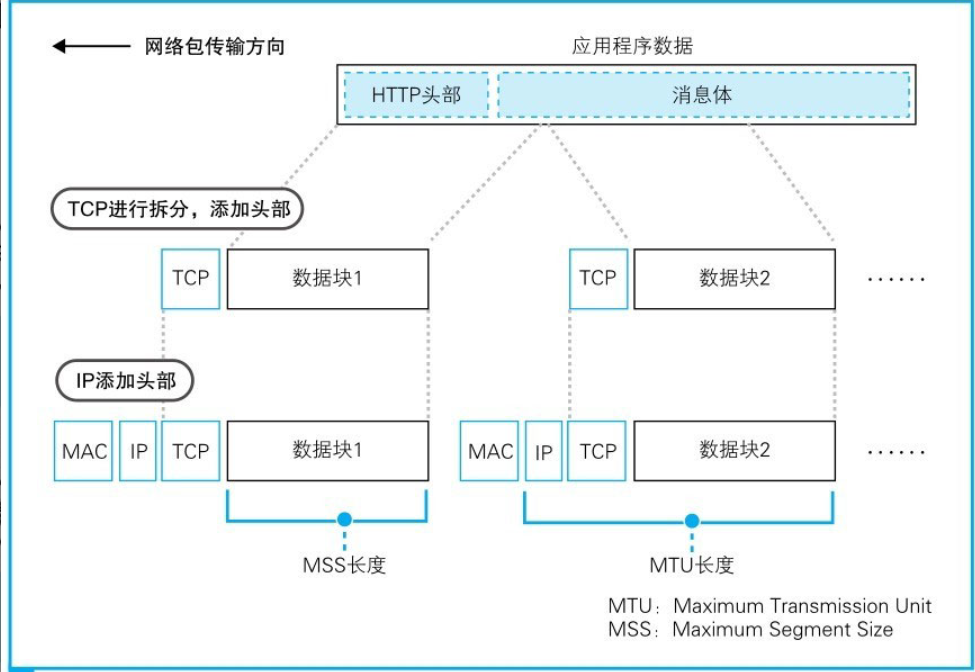 网络包传输方向
应用程序数据
HTTP头部 消息体
TCP进行拆分，添加头部
TCP 数据块1 TCP 数据块2 ······
IP添加头部
MAC IP TCP 数据块1 MAC IP TCP 数据块2 ······
MSS长度 MTU长度
MTU：Maximum Transmission Unit
MSS：Maximum Segment Size